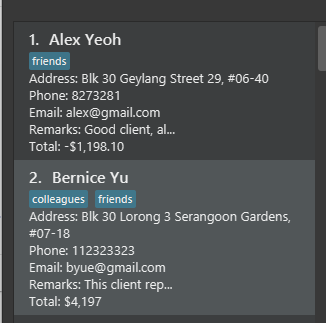 1. Alex Yeoh
friends
Address: Blk 30 Geylang Street 29, #06-40
Phone: 8273281
Email: alex@gmail.com
Remarks: Good client, al...
Total: -$1,198.10
2. Bernice Yu
colleagues friends
Address: Blk 30 Lorong 3 Serangoon Gardens,
#07-18
Phone: 112323323
Email: byue@gmail.com
Remarks: This client rep...
Total: $4,197